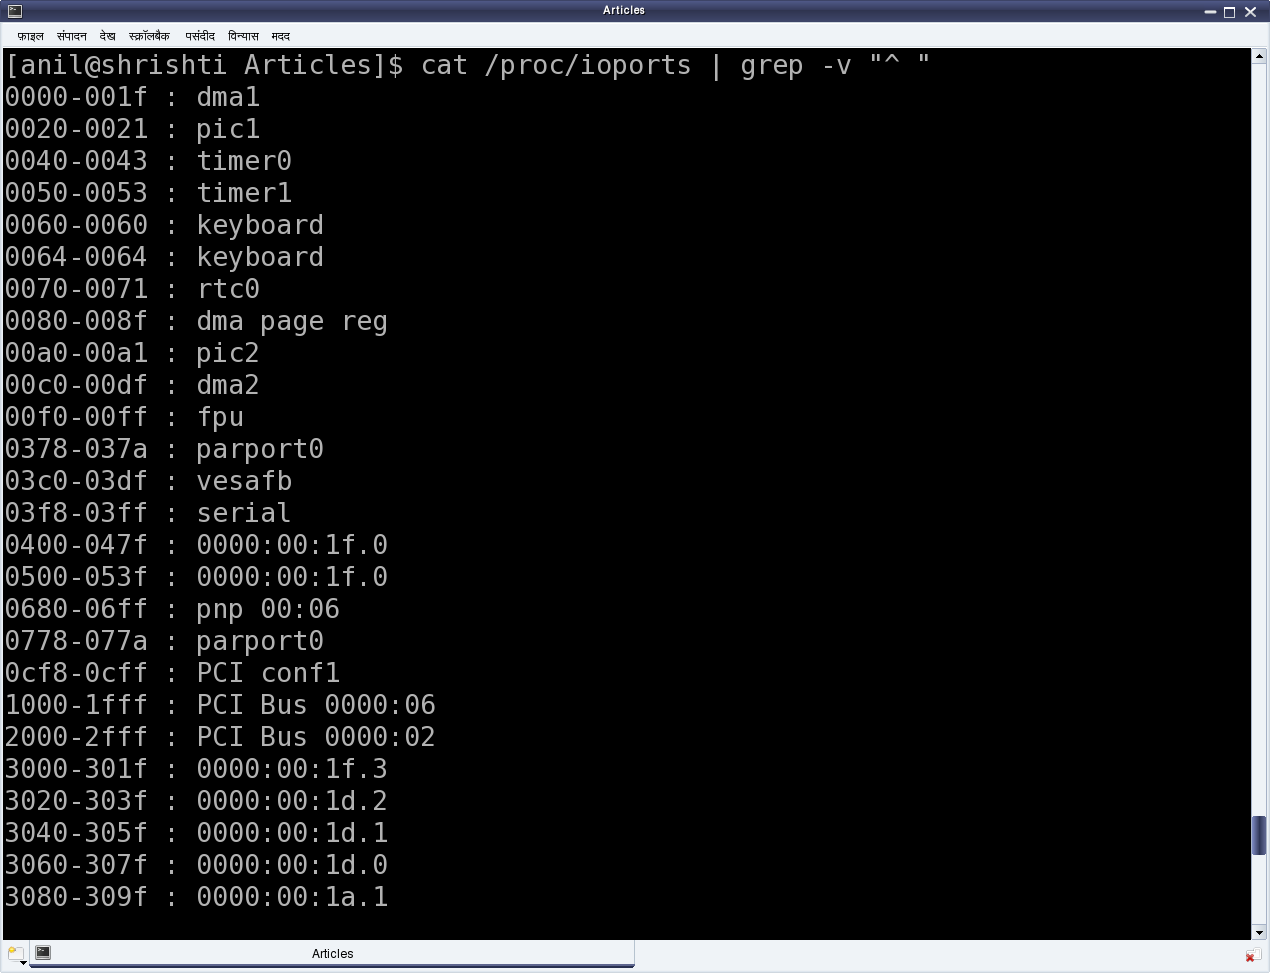 Articles
फ़ाइल संपादन देख स्क्रॉलबैक पसंदीद विन्यास मदद
[anil@shrishti Articles]$ cat /proc/ioports | grep -v "^ "
0000-001f : dma1
0020-0021 : pic1
0040-0043 : timer0
0050-0053 : timer1
0060-0060 : keyboard
0064-0064 : keyboard
0070-0071 : rtc0
0080-008f : dma page reg
00a0-00a1 : pic2
00c0-00df : dma2
00f0-00ff : fpu
0378-037a : parport0
03c0-03df : vesafb
03f8-03ff : serial
0400-047f : 0000:00:1f.0
0500-053f : 0000:00:1f.0
0680-06ff : pnp 00:06
0778-077a : parport0
0cf8-0cff : PCI conf1
1000-1fff : PCI Bus 0000:06
2000-2fff : PCI Bus 0000:02
3000-301f : 0000:00:1f.3
3020-303f : 0000:00:1d.2
3040-305f : 0000:00:1d.1
3060-307f : 0000:00:1d.0
3080-309f : 0000:00:1a.1
Articles